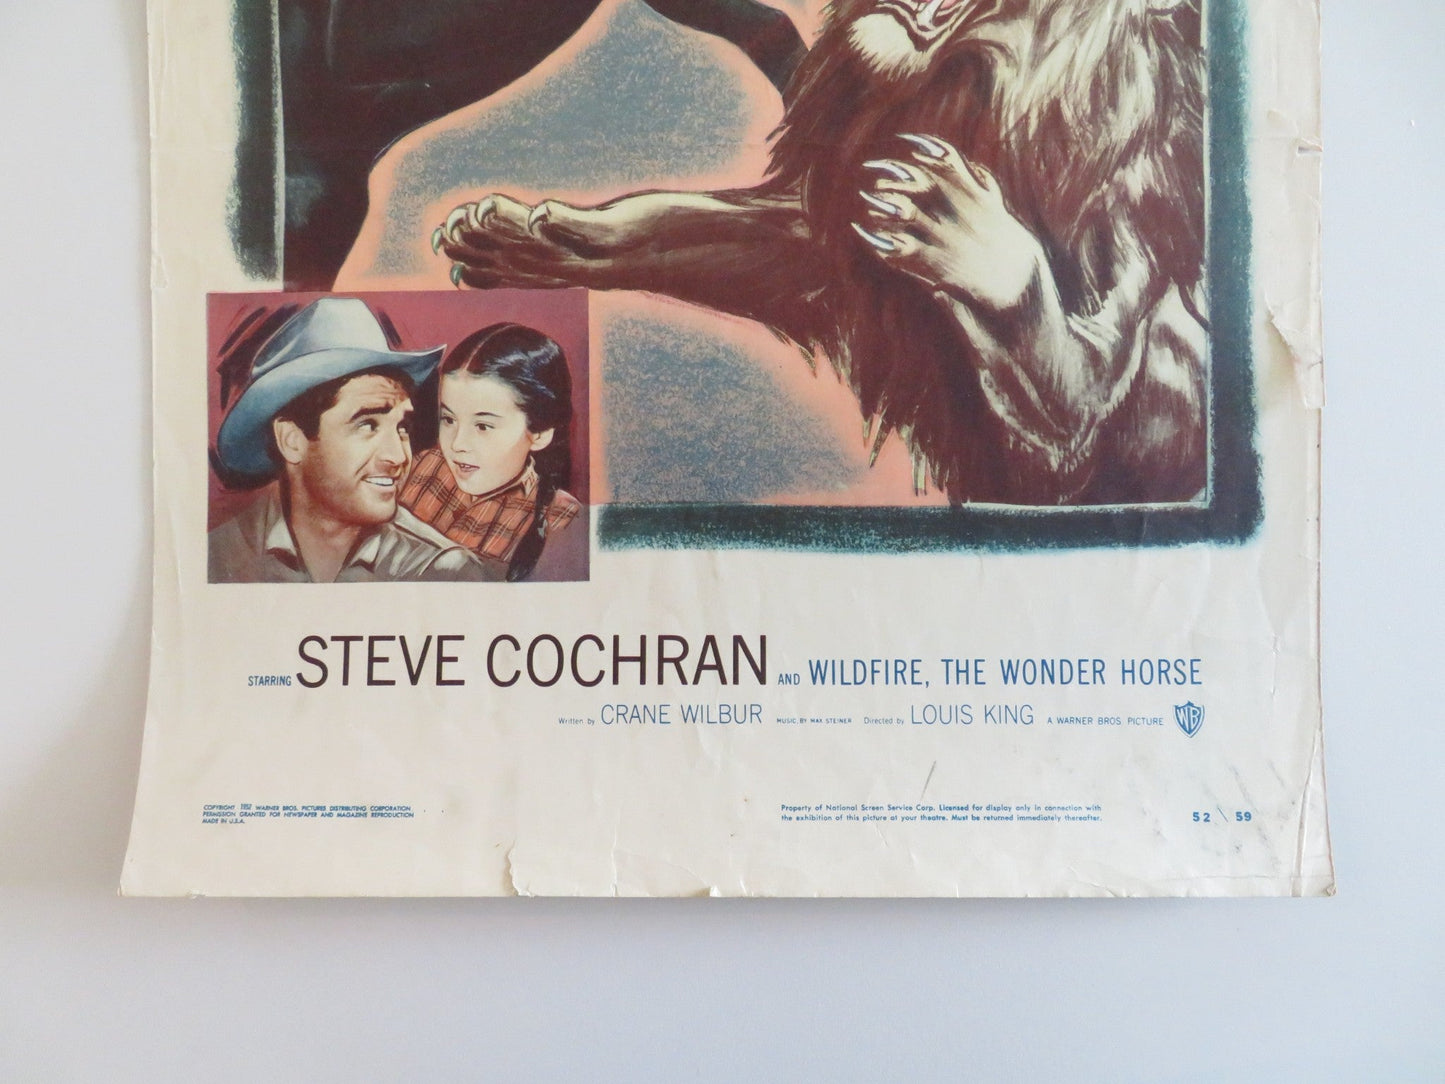 STARRING STEVE COCHRAN AND WILDFIRE, THE WONDER HORSE
Written by CRANE WILBUR MUSIC BY MAX STEINER Directed by LOUIS KING A WARNER BROS. PICTURE WB
COPYRIGHT 1952 WARNER BROS. PICTURES DISTRIBUTING CORPORATION
PERMISSION GRANTED FOR NEWSPAPER AND MAGAZINE REPRODUCTION
MADE IN U.S.A.
Property of National Screen Service Corp. Licensed for display only in connection with
the exhibition of this picture at your theatre. Must be returned immediately thereafter.
52 \ 59